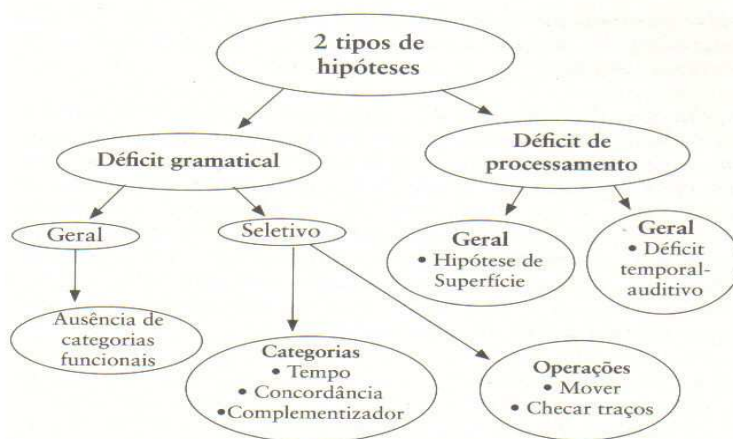 2 tipos de
hipóteses
Déficit gramatical
Déficit de
processamento
Geral
Seletivo
Geral
• Hipótese de
Superfície
Geral
• Déficit
temporal-
auditivo
Ausência de
categorias
funcionais
Categorias
• Tempo
• Concordância
•Complementizador
Operações
• Mover
• Checar traços